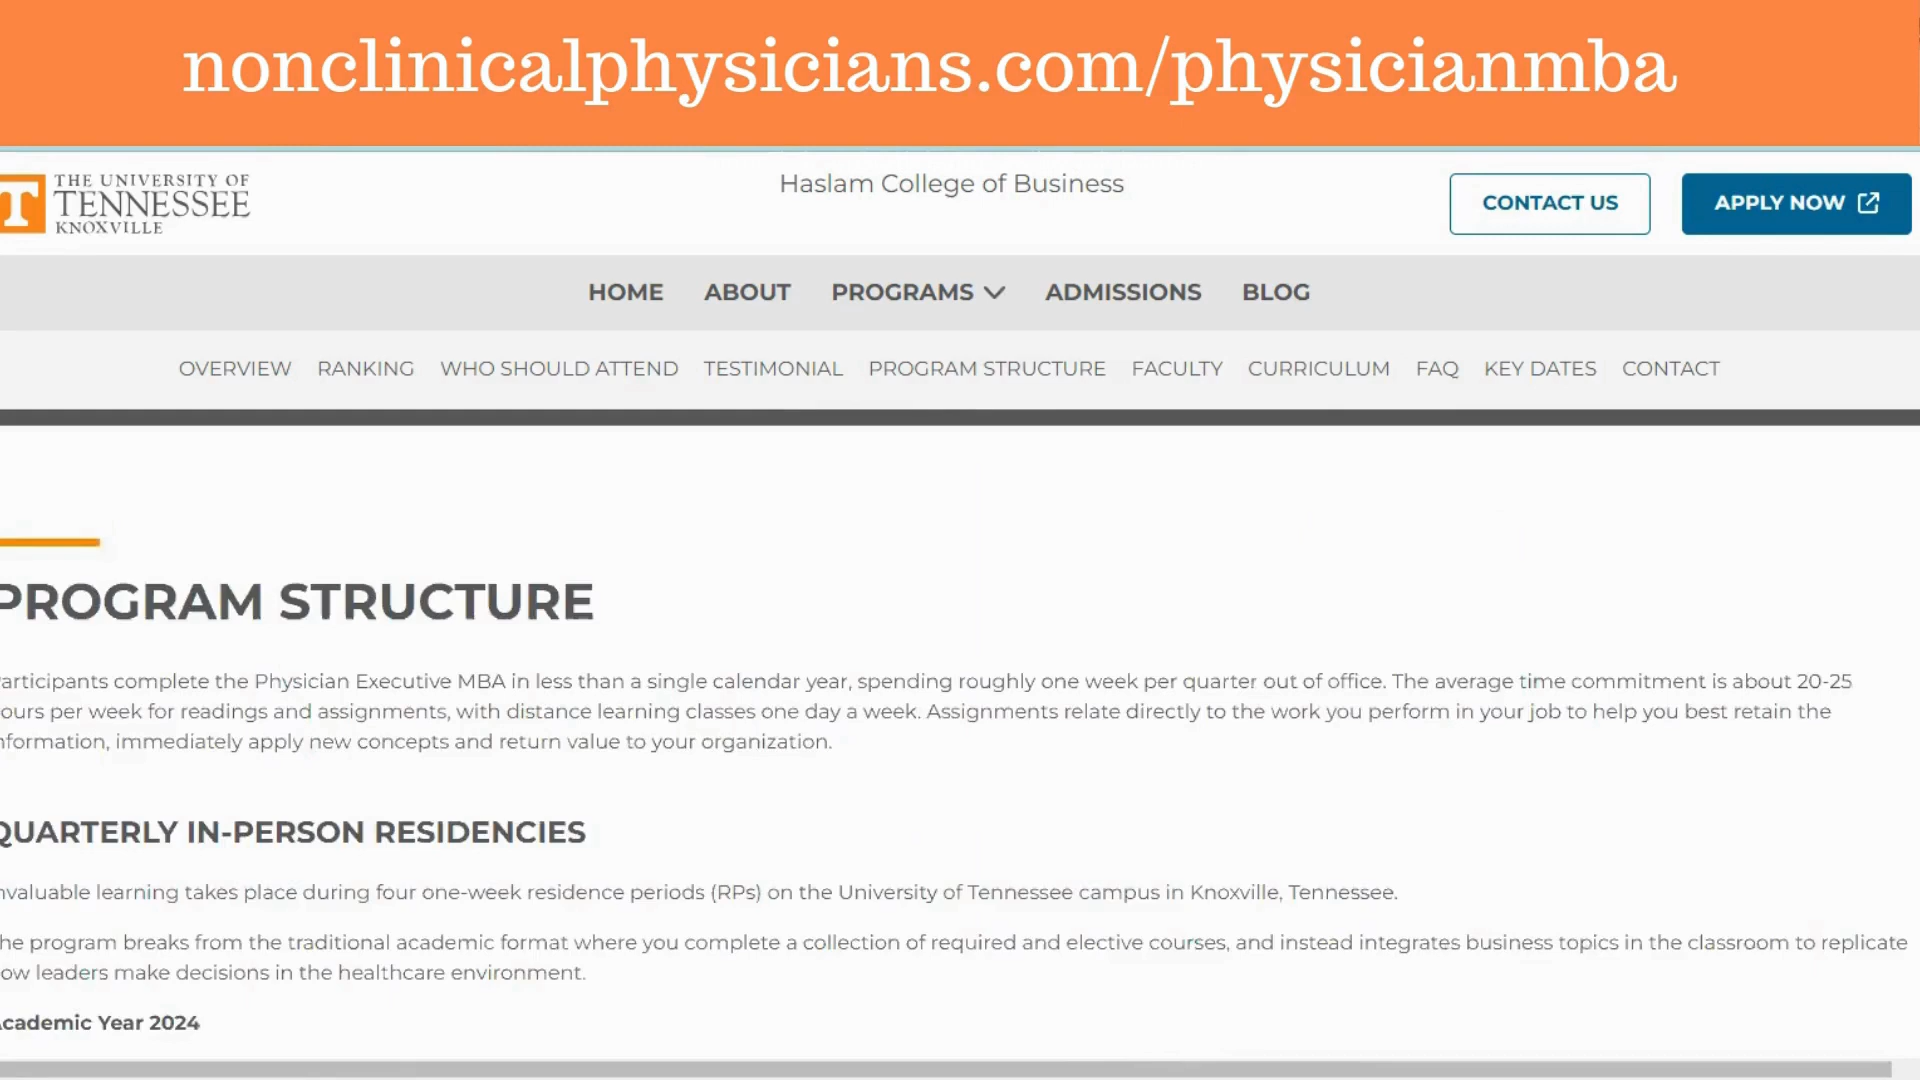 nonclinicalphysicians.com/physicianmba
THE UNIVERSITY OF
TENNESSEE
KNOXVILLE
Haslam College of Business
CONTACT US
APPLY NOW
HOME ABOUT PROGRAMS ADMISSIONS BLOG
OVERVIEW RANKING WHO SHOULD ATTEND TESTIMONIAL PROGRAM STRUCTURE FACULTY CURRICULUM FAQ KEY DATES CONTACT
PROGRAM STRUCTURE
articipants complete the Physician Executive MBA in less than a single calendar year, spending roughly one week per quarter out of office. The average time commitment is about 20-25
ours per week for readings and assignments, with distance learning classes one day a week. Assignments relate directly to the work you perform in your job to help you best retain the
nformation, immediately apply new concepts and return value to your organization.
QUARTERLY IN-PERSON RESIDENCIES
nvaluable learning takes place during four one-week residence periods (RPs) on the University of Tennessee campus in Knoxville, Tennessee.
he program breaks from the traditional academic format where you complete a collection of required and elective courses, and instead integrates business topics in the classroom to replicate
ow leaders make decisions in the healthcare environment.
cademic Year 2024